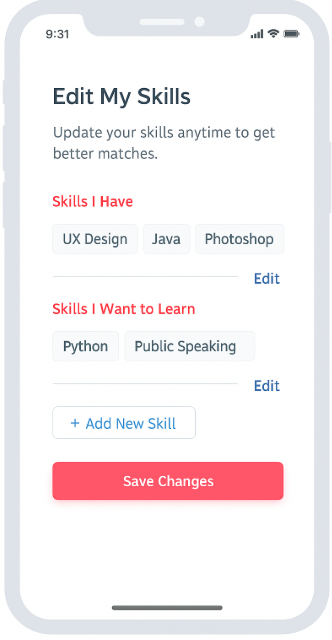 9:31
Edit My Skills
Update your skills anytime to get
better matches.
Skills I Have
UX Design Java Photoshop
Edit
Skills I Want to Learn
Python Public Speaking
Edit
+ Add New Skill
Save Changes